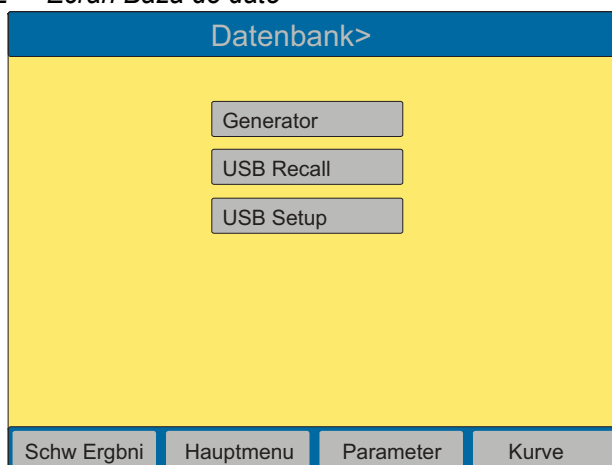 Ecran Baza de date
Datenbank>
Generator
USB Recall
USB Setup
Schw Ergbni Hauptmenu Parameter Kurve